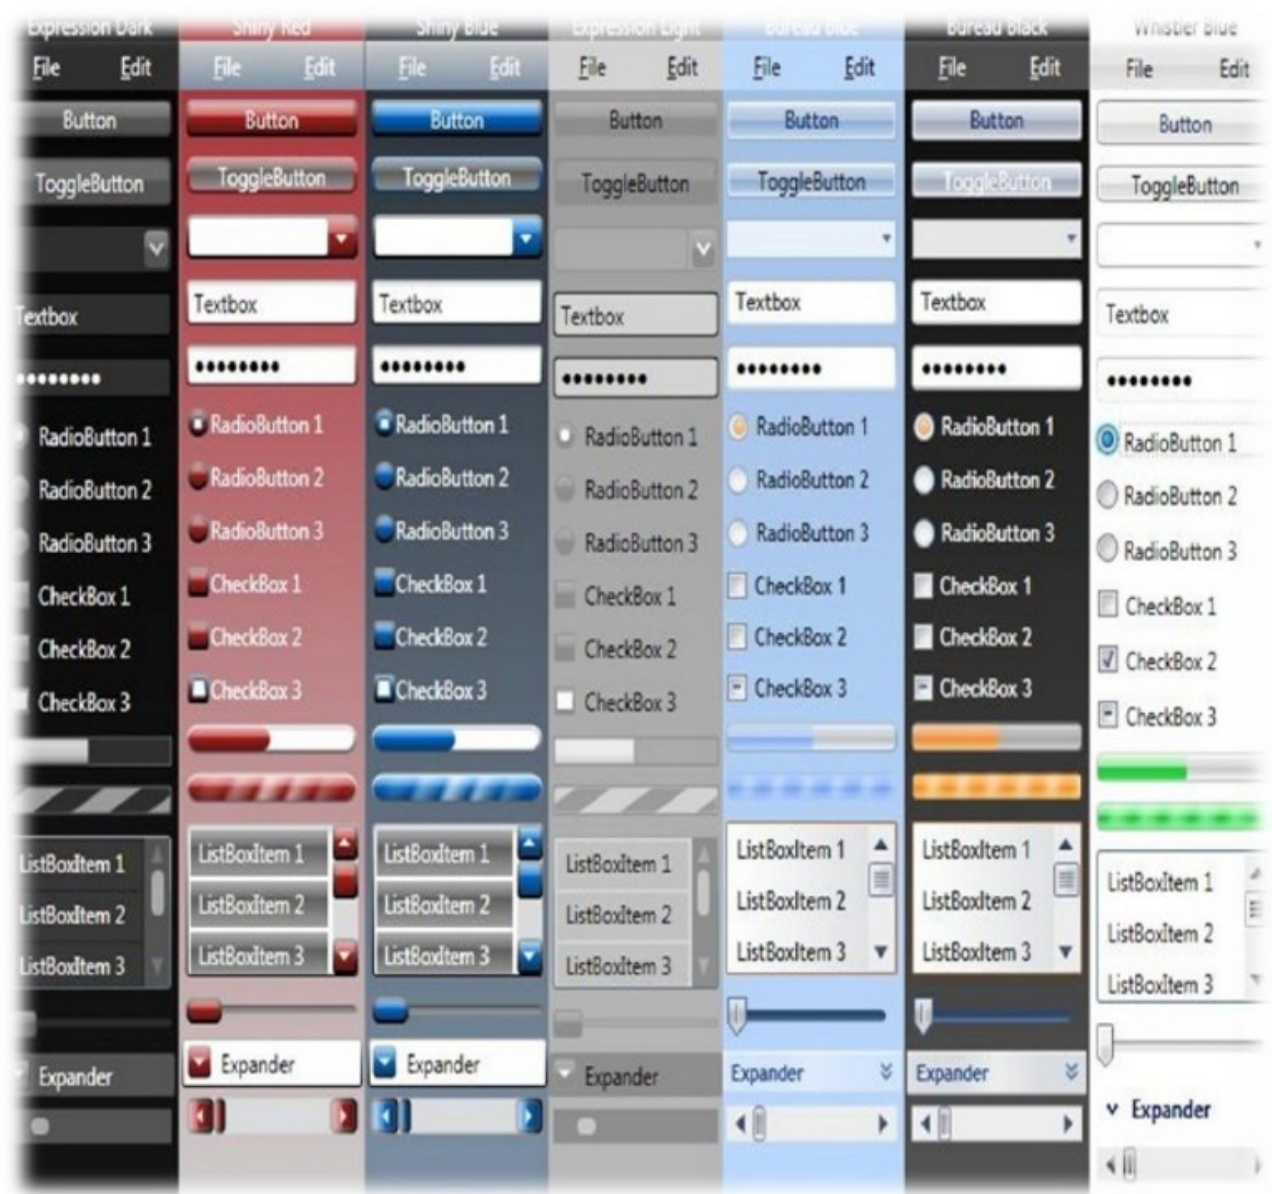 Expression Dark
File Edit
Button
ToggleButton
Textbox
RadioButton 1
RadioButton 2
RadioButton 3
CheckBox 1
CheckBox 2
CheckBox 3
ListBoxItem 1
ListBoxItem 2
ListBoxItem 3
Expander
Shiny Red
File Edit
Button
ToggleButton
Textbox
RadioButton 1
RadioButton 2
RadioButton 3
CheckBox 1
CheckBox 2
CheckBox 3
ListBoxItem 1
ListBoxItem 2
ListBoxItem 3
Expander
Shiny Blue
File Edit
Button
ToggleButton
Textbox
RadioButton 1
RadioButton 2
RadioButton 3
CheckBox 1
CheckBox 2
CheckBox 3
ListBoxItem 1
ListBoxItem 2
ListBoxItem 3
Expander
Expression Light
File Edit
Button
ToggleButton
Textbox
RadioButton 1
RadioButton 2
RadioButton 3
CheckBox 1
CheckBox 2
CheckBox 3
ListBoxItem 1
ListBoxItem 2
ListBoxItem 3
Expander
Bureau Blue
File Edit
Button
ToggleButton
Textbox
RadioButton 1
RadioButton 2
RadioButton 3
CheckBox 1
CheckBox 2
CheckBox 3
ListBoxItem 1
ListBoxItem 2
ListBoxItem 3
Expander
Bureau Black
File Edit
Button
ToggleButton
Textbox
RadioButton 1
RadioButton 2
RadioButton 3
CheckBox 1
CheckBox 2
CheckBox 3
ListBoxItem 1
ListBoxItem 2
ListBoxItem 3
Expander
Whistler Blue
File Edit
Button
ToggleButton
Textbox
RadioButton 1
RadioButton 2
RadioButton 3
CheckBox 1
CheckBox 2
CheckBox 3
ListBoxItem 1
ListBoxItem 2
ListBoxItem 3
Expander